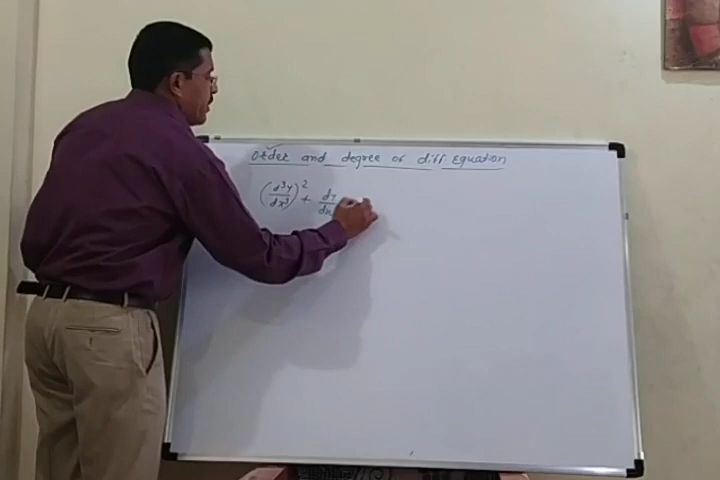 Order and degree of diff Equation
(d³y/dx³)² + dy/dx